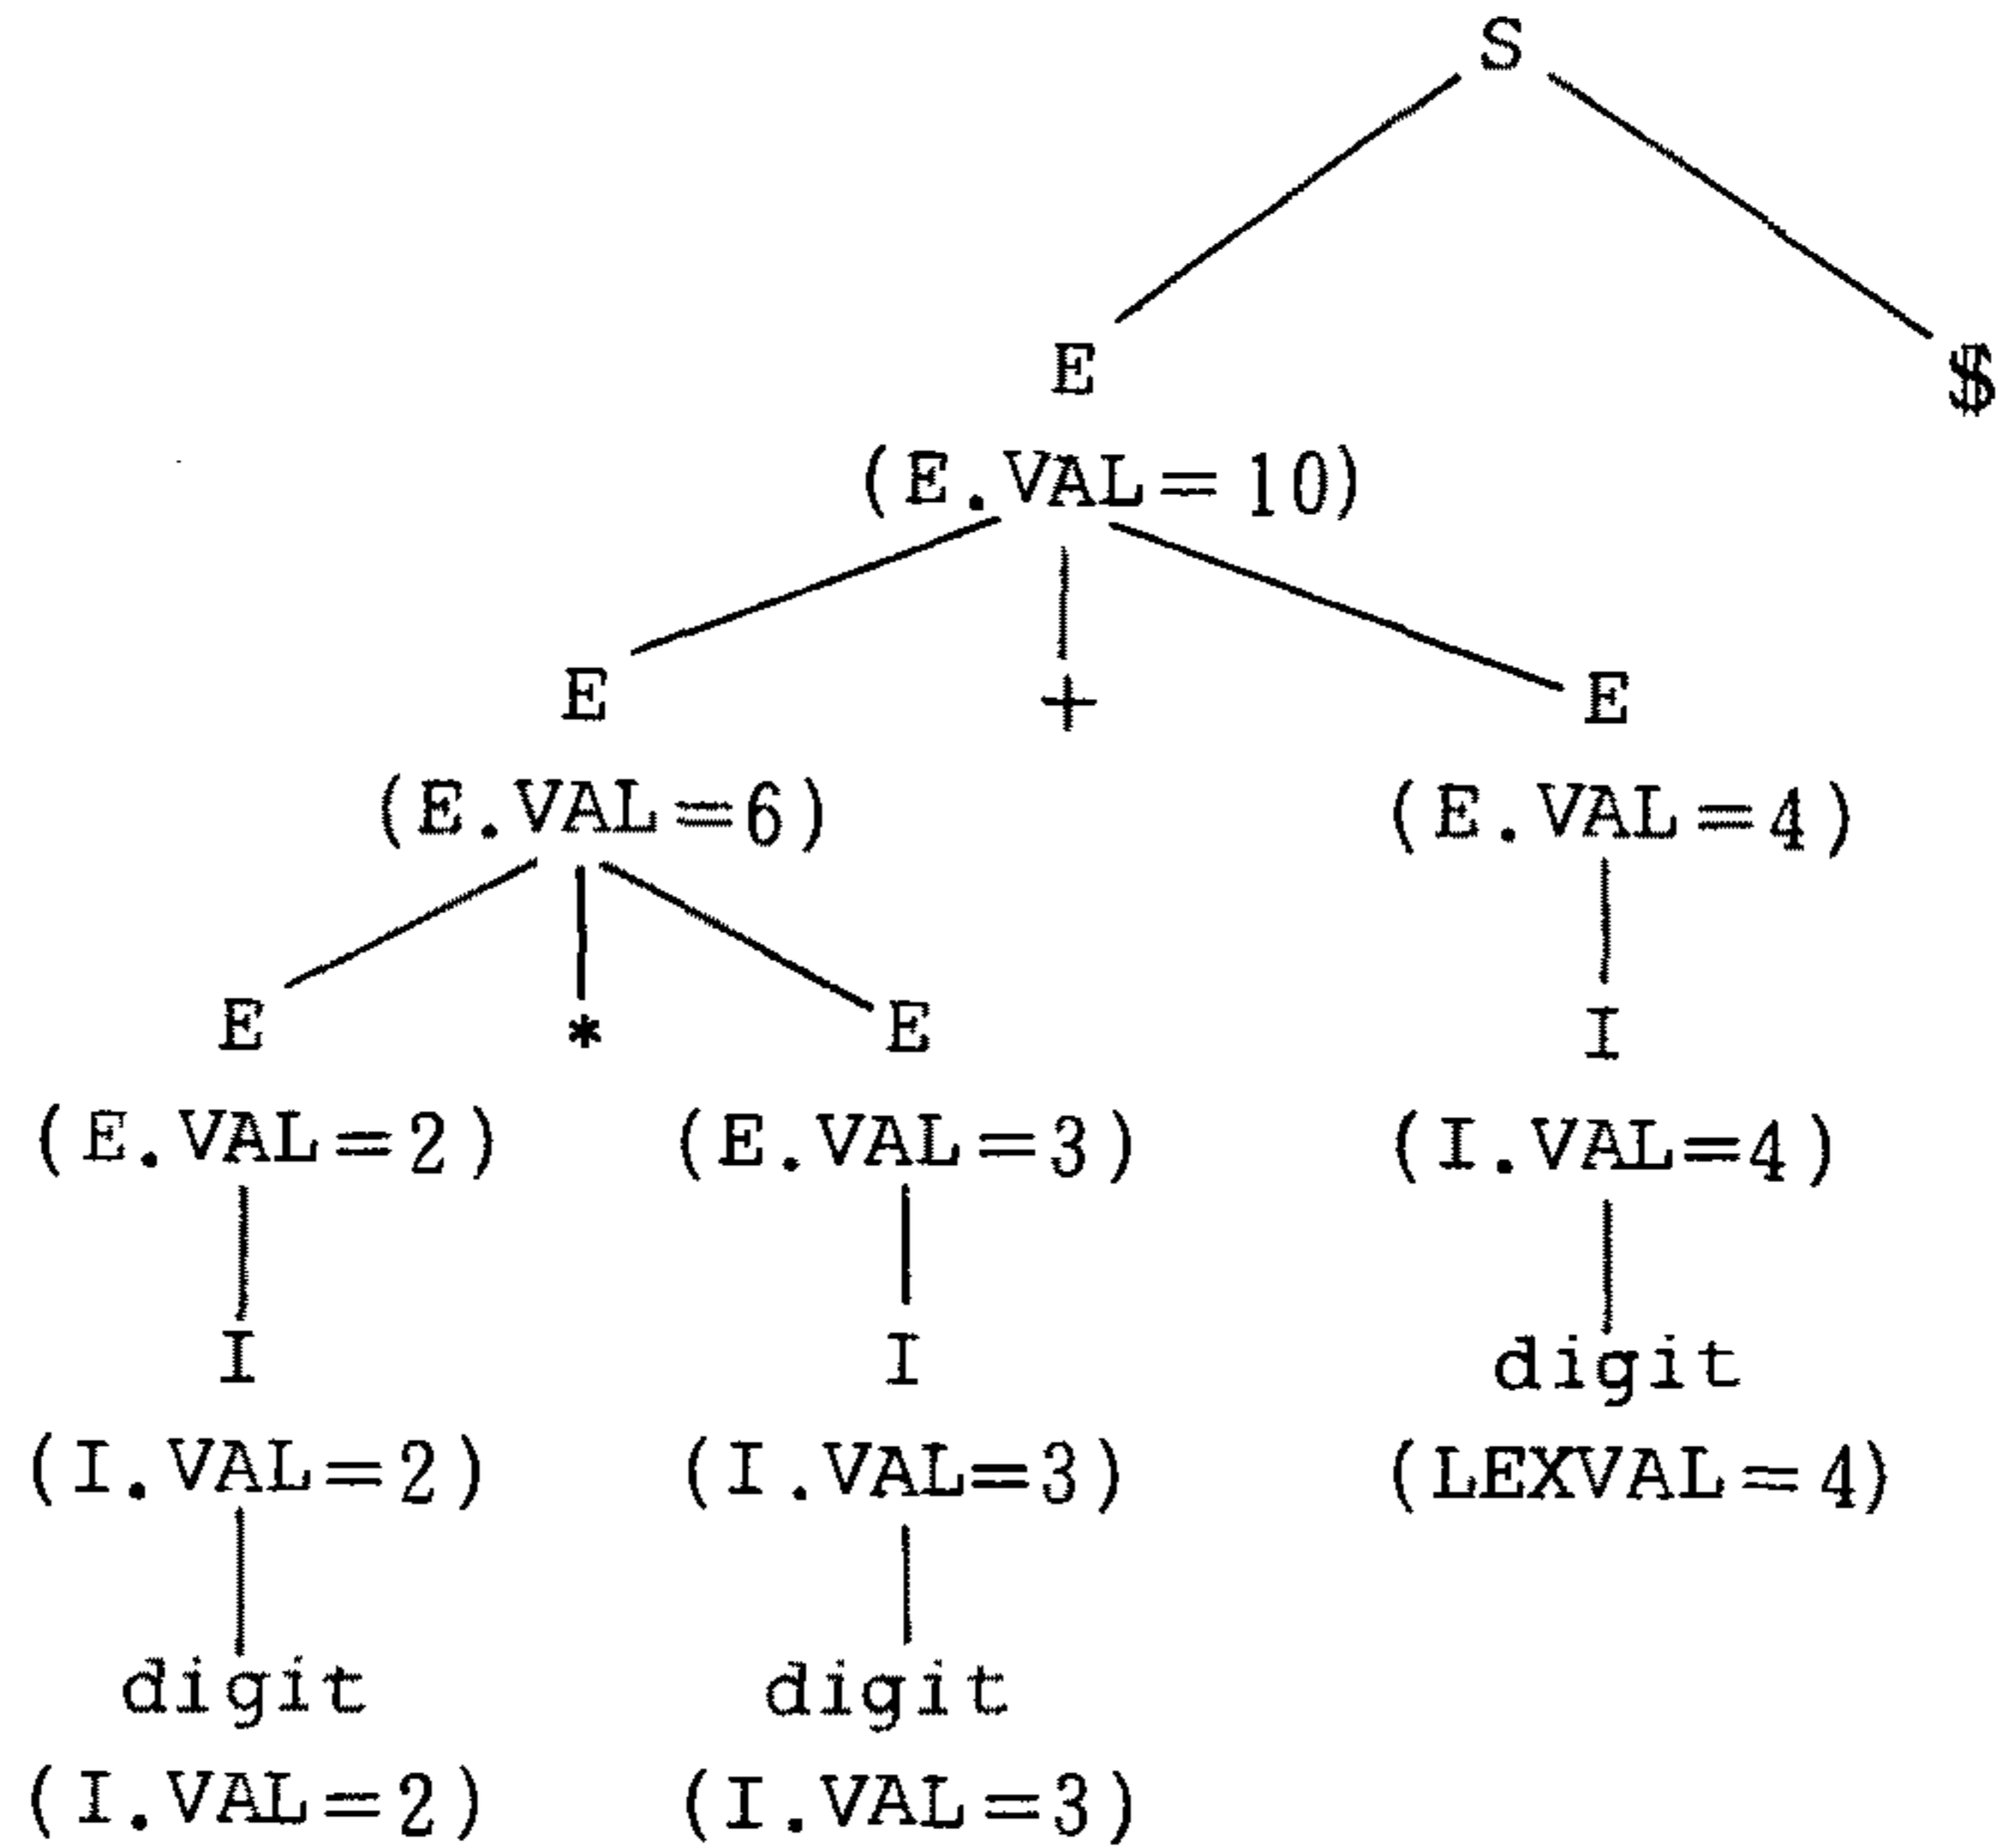 S
E $
(E.VAL=10)
E + E
(E.VAL=6) (E.VAL=4)
E * E I
(E.VAL=2) (E.VAL=3) (I.VAL=4)
I I digit
(I.VAL=2) (I.VAL=3) (LEXVAL=4)
digit digit
(I.VAL=2) (I.VAL=3)